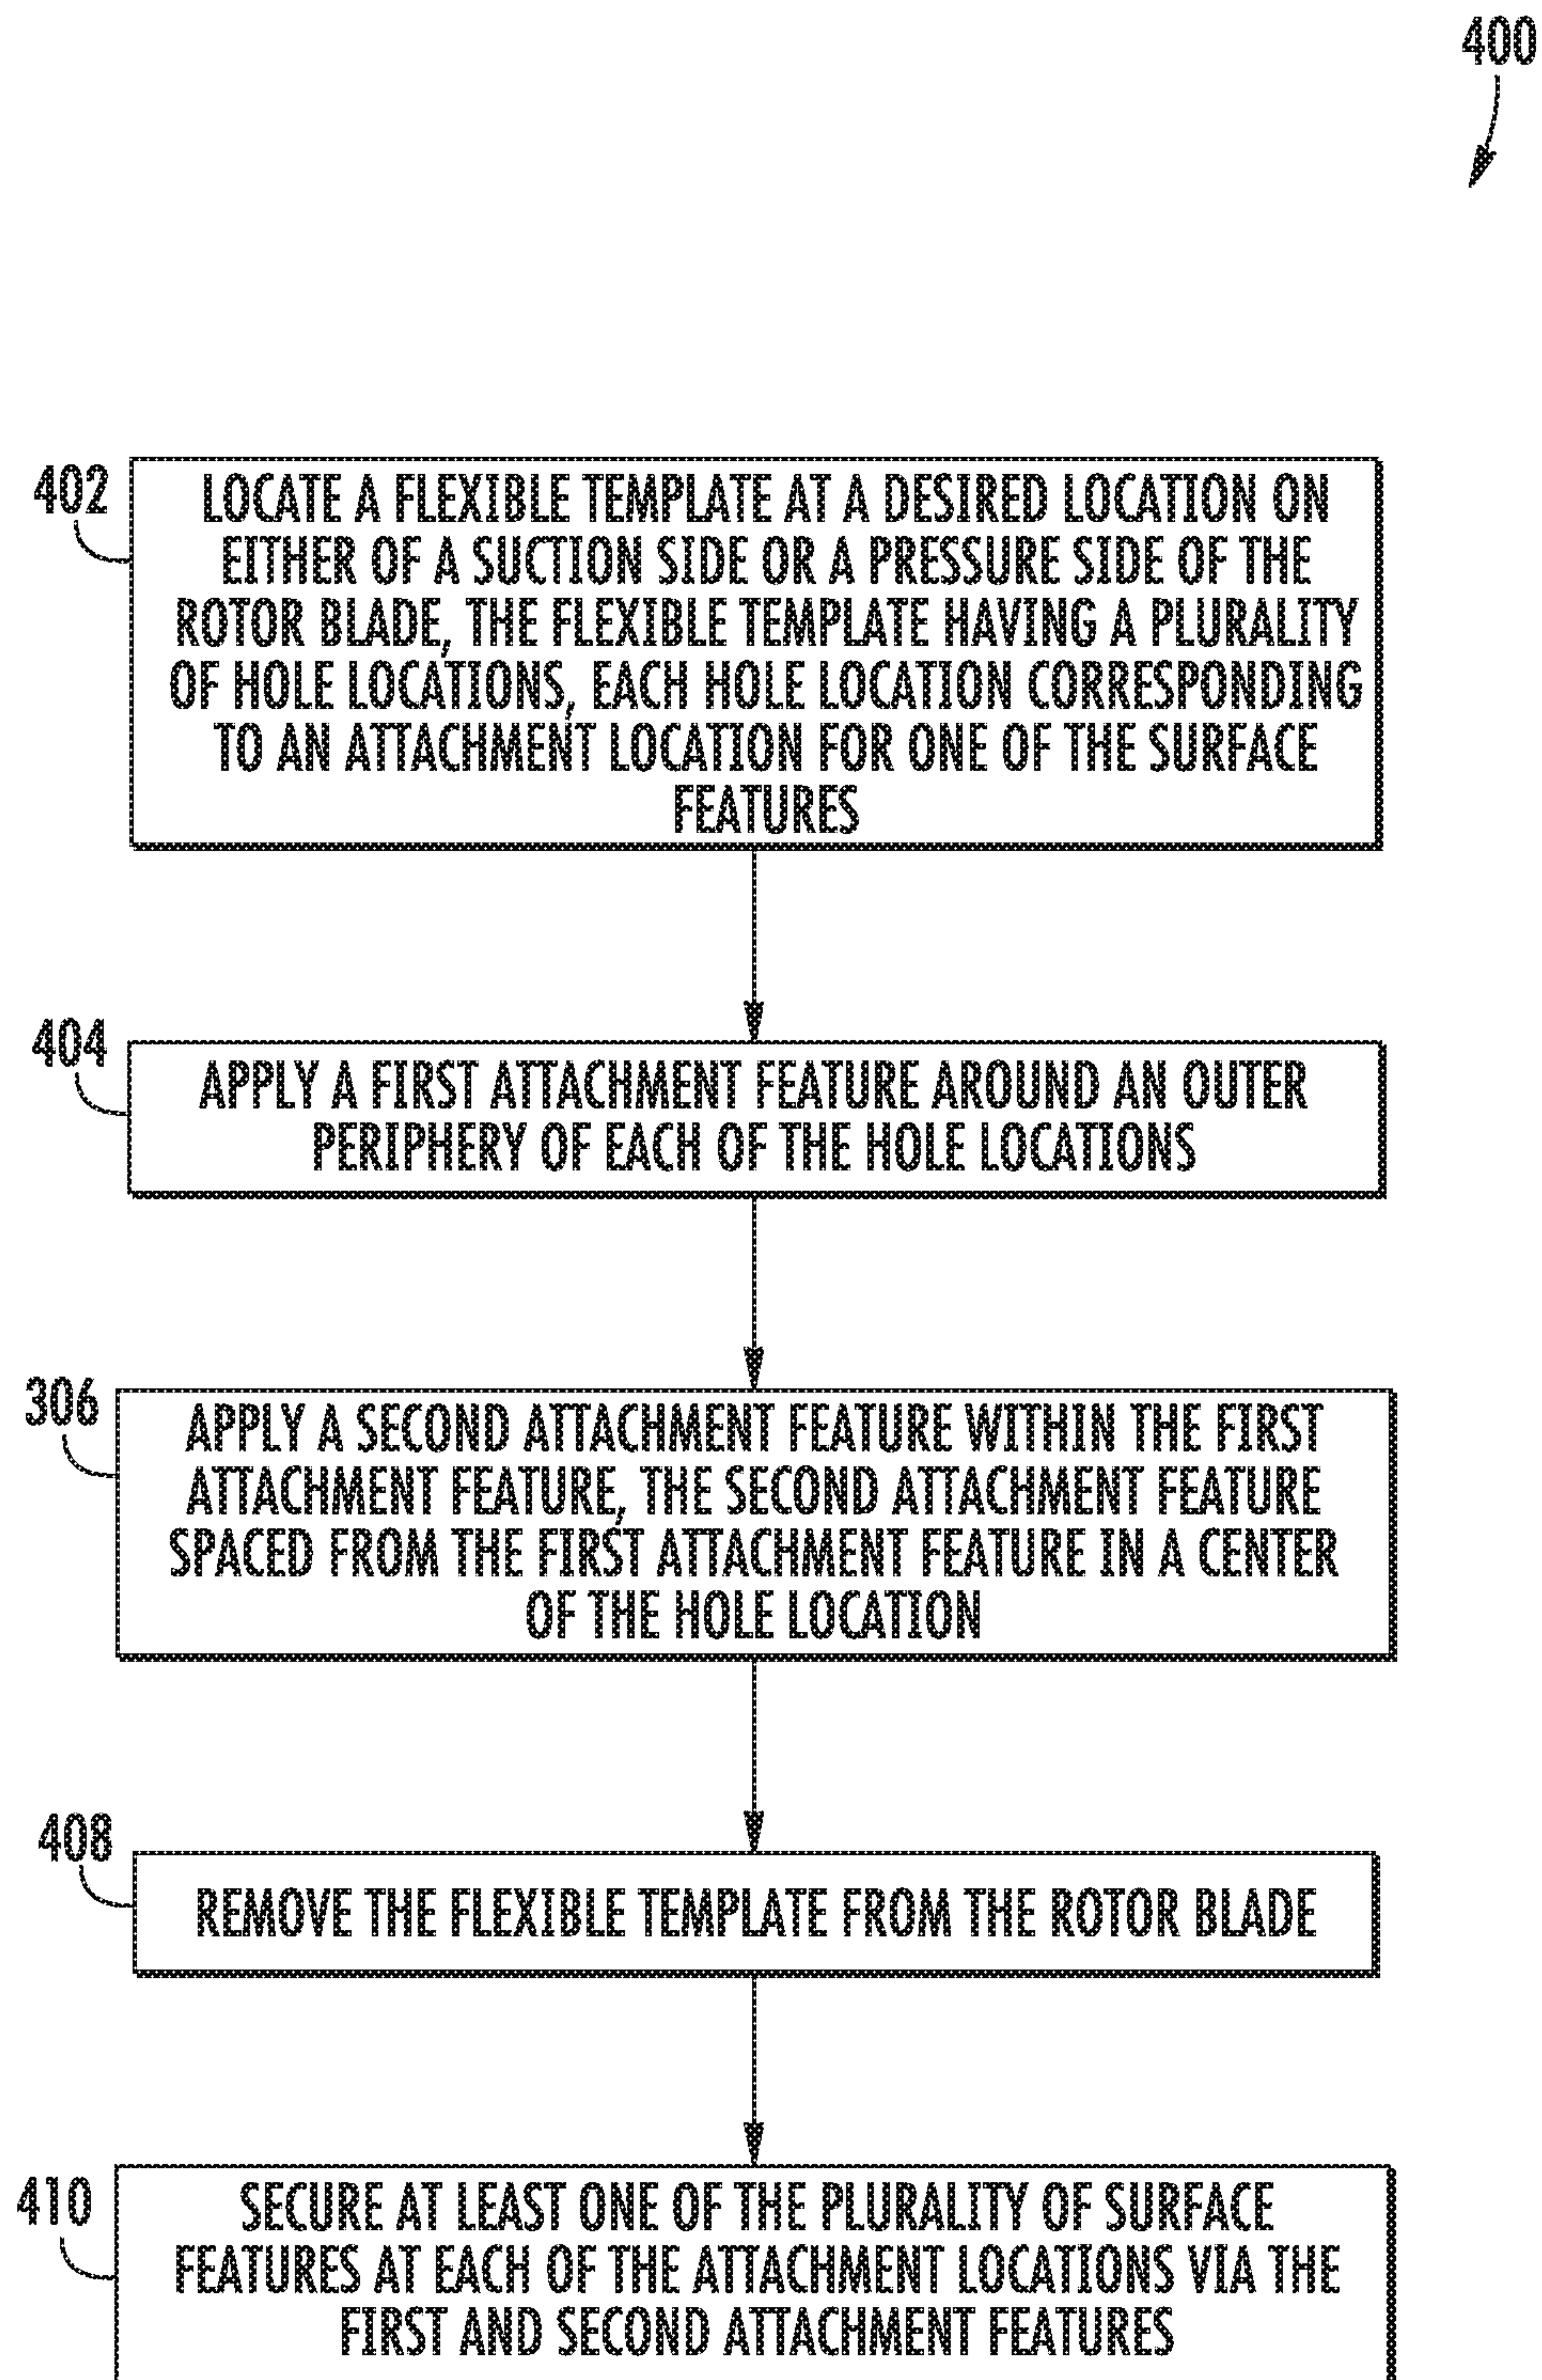 400
402
LOCATE A FLEXIBLE TEMPLATE AT A DESIRED LOCATION ON
EITHER OF A SUCTION SIDE OR A PRESSURE SIDE OF THE
ROTOR BLADE, THE FLEXIBLE TEMPLATE HAVING A PLURALITY
OF HOLE LOCATIONS, EACH HOLE LOCATION CORRESPONDING
TO AN ATTACHMENT LOCATION FOR ONE OF THE SURFACE
FEATURES
404
APPLY A FIRST ATTACHMENT FEATURE AROUND AN OUTER
PERIPHERY OF EACH OF THE HOLE LOCATIONS
306
APPLY A SECOND ATTACHMENT FEATURE WITHIN THE FIRST
ATTACHMENT FEATURE, THE SECOND ATTACHMENT FEATURE
SPACED FROM THE FIRST ATTACHMENT FEATURE IN A CENTER
OF THE HOLE LOCATION
408
REMOVE THE FLEXIBLE TEMPLATE FROM THE ROTOR BLADE
410
SECURE AT LEAST ONE OF THE PLURALITY OF SURFACE
FEATURES AT EACH OF THE ATTACHMENT LOCATIONS VIA THE
FIRST AND SECOND ATTACHMENT FEATURES